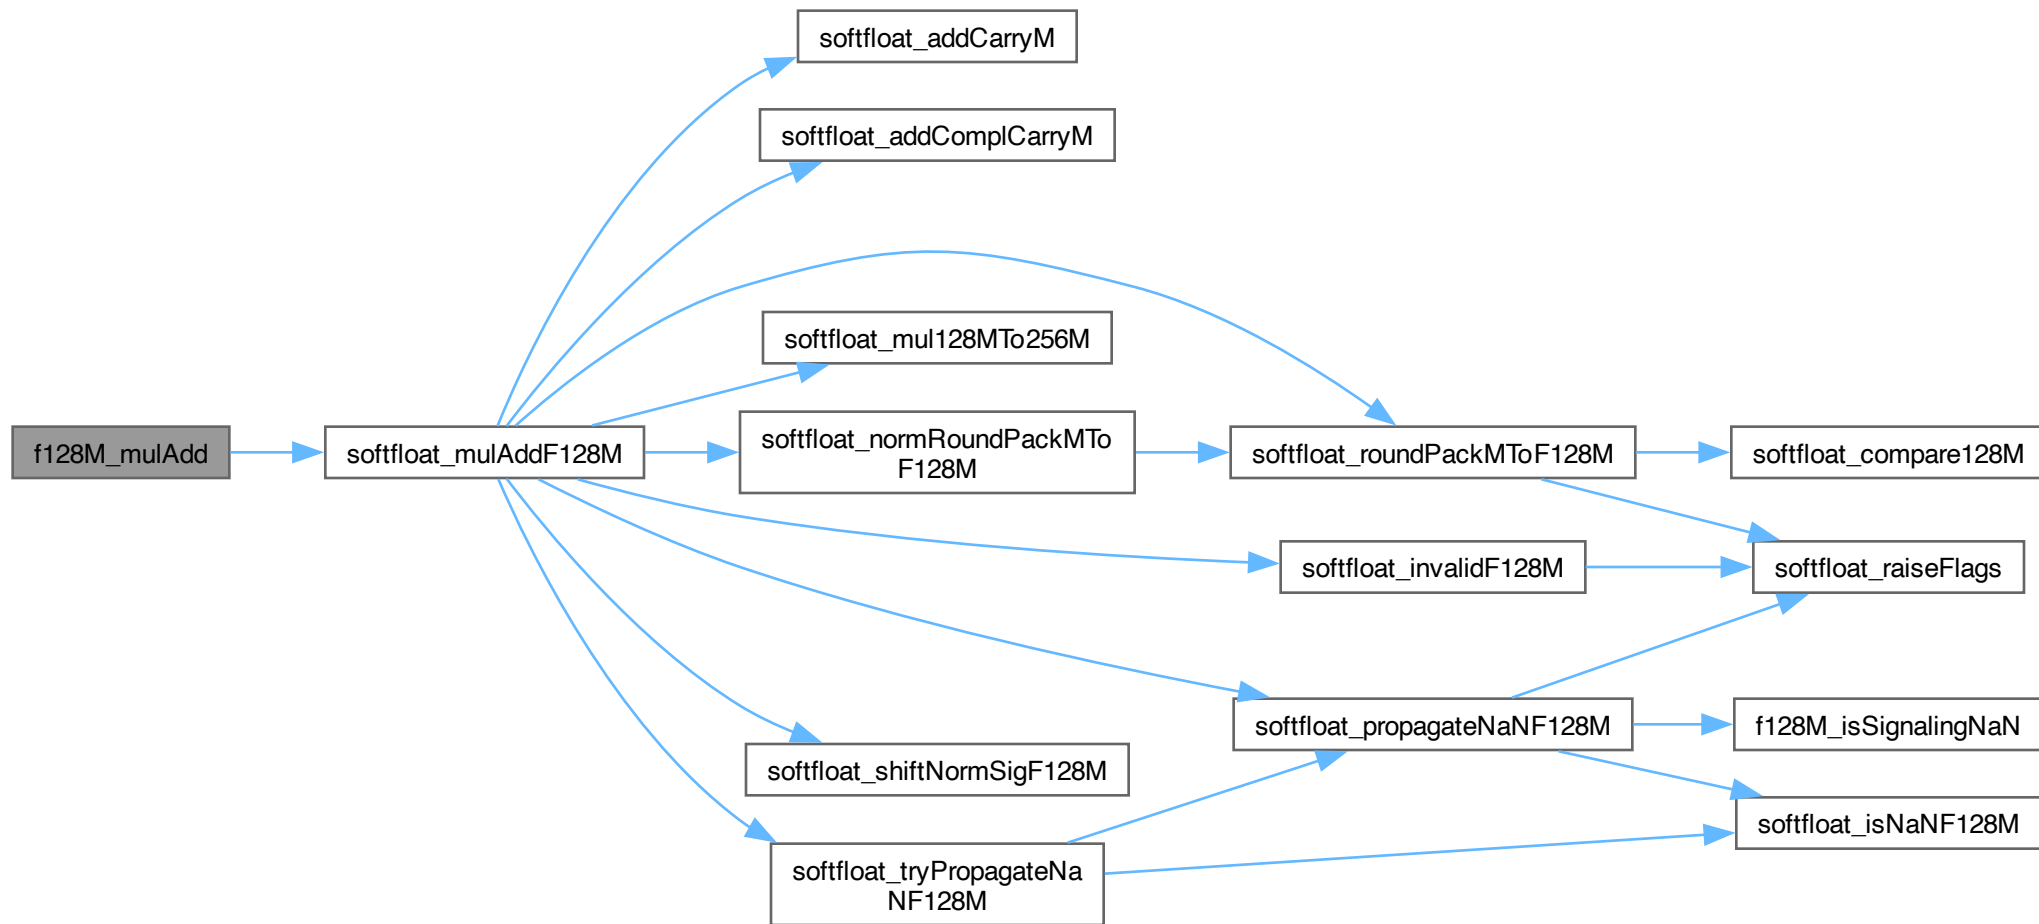 softfloat_addCarryM
softfloat_addComplCarryM
softfloat_mul128MTo256M
f128M_mulAdd
softfloat_mulAddF128M
softfloat_normRoundPackMTo
F128M
softfloat_roundPackMToF128M
softfloat_compare128M
softfloat_invalidF128M
softfloat_raiseFlags
softfloat_propagateNaNF128M
f128M_isSignalingNaN
softfloat_shiftNormSigF128M
softfloat_isNaNF128M
softfloat_tryPropagateNa
NF128M